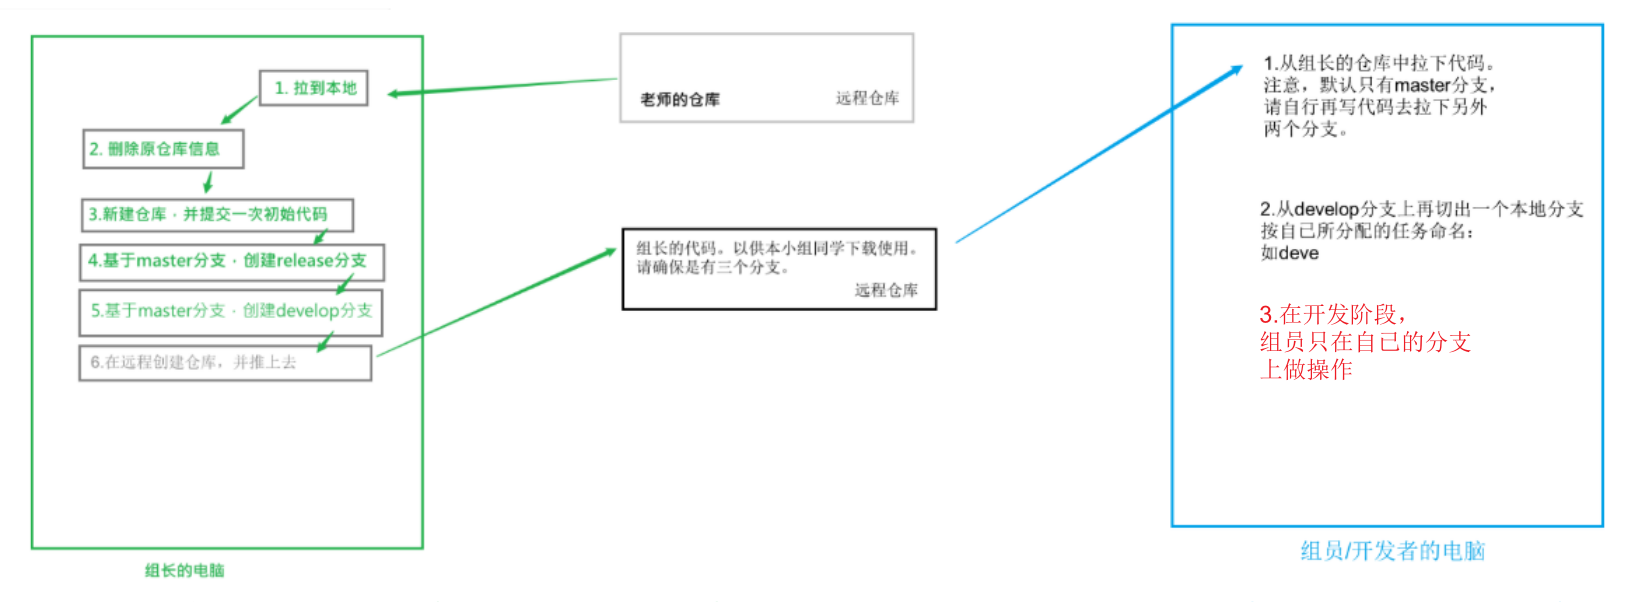 1. 拉到本地
2. 删除原仓库信息
3.新建仓库，并提交一次初始代码
4.基于master分支，创建release分支
5.基于master分支，创建develop分支
6.在远程创建仓库，并推上去
组长的电脑
老师的仓库
远程仓库
组长的代码。以供本小组同学下载使用。
请确保是有三个分支。
远程仓库
1.从组长的仓库中拉下代码。
注意，默认只有master分支，
请自行再写代码去拉下另外
两个分支。
2.从develop分支上再切出一个本地分支
按自己所分配的任务命名：
如deve
3.在开发阶段，
组员只在自己的分支
上做操作
组员/开发者的电脑